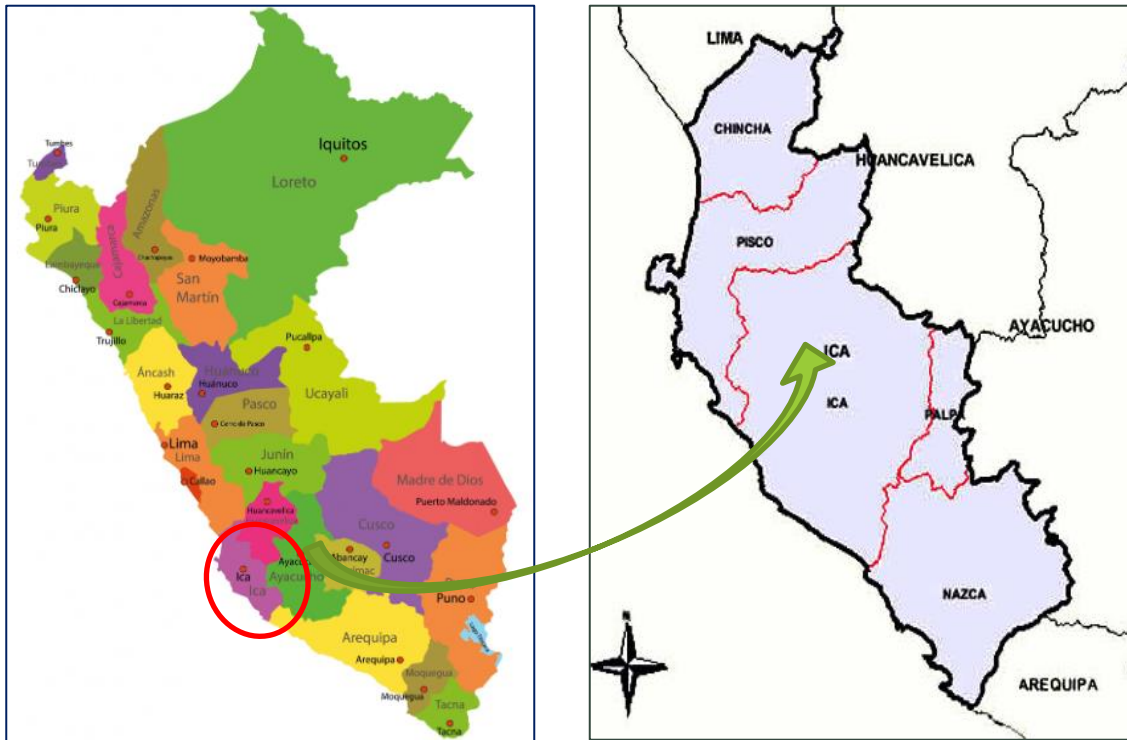 Tumbes
Tumbes
Piura
Piura
Lambayeque
Chiclayo
Cajamarca
Cajamarca
Amazonas
Chachapoyas
Iquitos
Loreto
Moyobamba
San
Martín
La Libertad
Trujillo
Áncash
Huaraz
Huánuco
Huánuco
Pucallpa
Ucayali
Pasco
Cerro de Pasco
Lima
Lima
Callao
Junín
Huancayo
Huancavelica
Madre de Dios
Puerto Maldonado
Cusco
Cusco
Abancay
Ica
Ica
Ayacucho
Puno
Arequipa
Arequipa
Moquegua
Moquegua
Tacna
Tacna
LIMA
CHINCHA
HUANCAVELICA
PISCO
AYACUCHO
ICA
ICA
PALPA
NAZCA
AREQUIPA
N